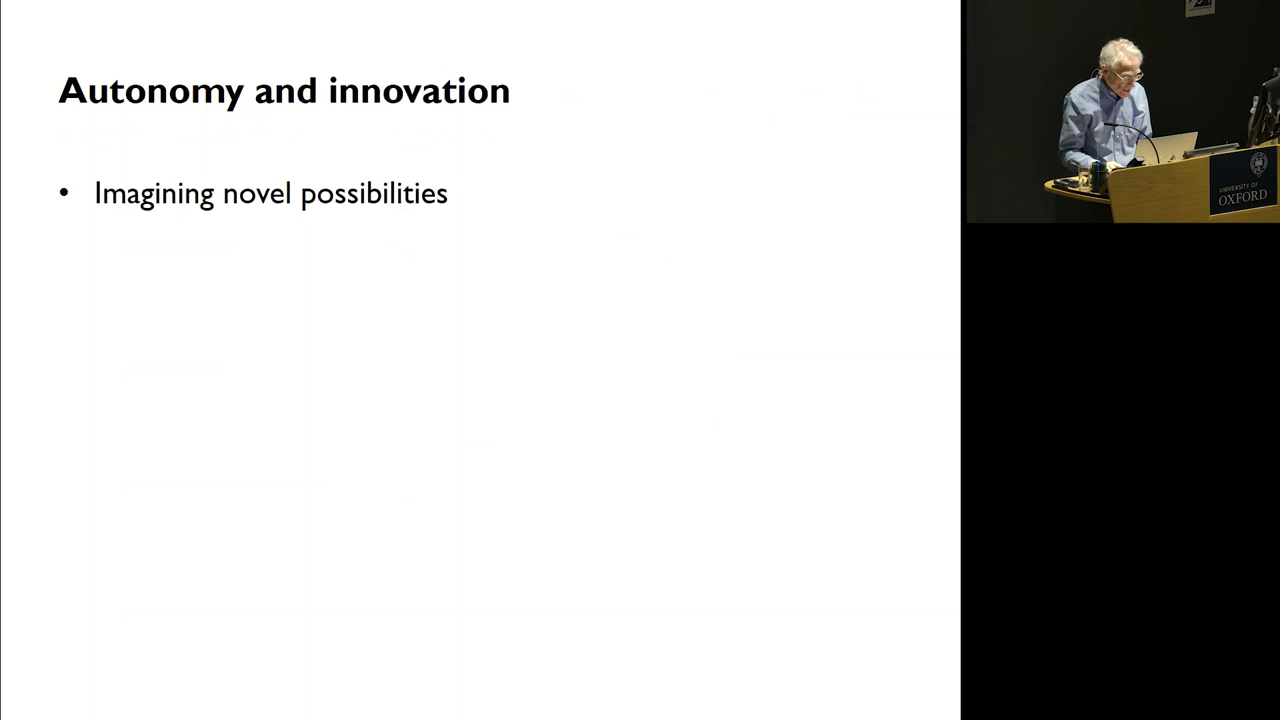 Autonomy and innovation
• Imagining novel possibilities
UNIVERSITY OF
OXFORD